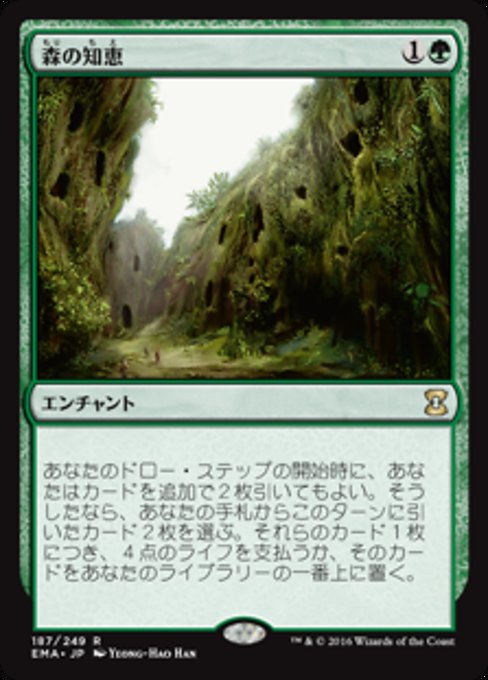 森の知恵
もり ちえ
1
エンチャント
あなたのドロー・ステップの開始時に、あな
たはカードを追加で２枚引いてもよい。そう
したなら、あなたの手札からこのターンに引
いたカード２枚を選ぶ。それらのカード１枚
につき、４点のライフを支払うか、そのカー
ドをあなたのライブラリーの一番上に置く。
187/249 R
EMA • JP Yeong-Hao Han
™ & © 2016 Wizards of the Coast